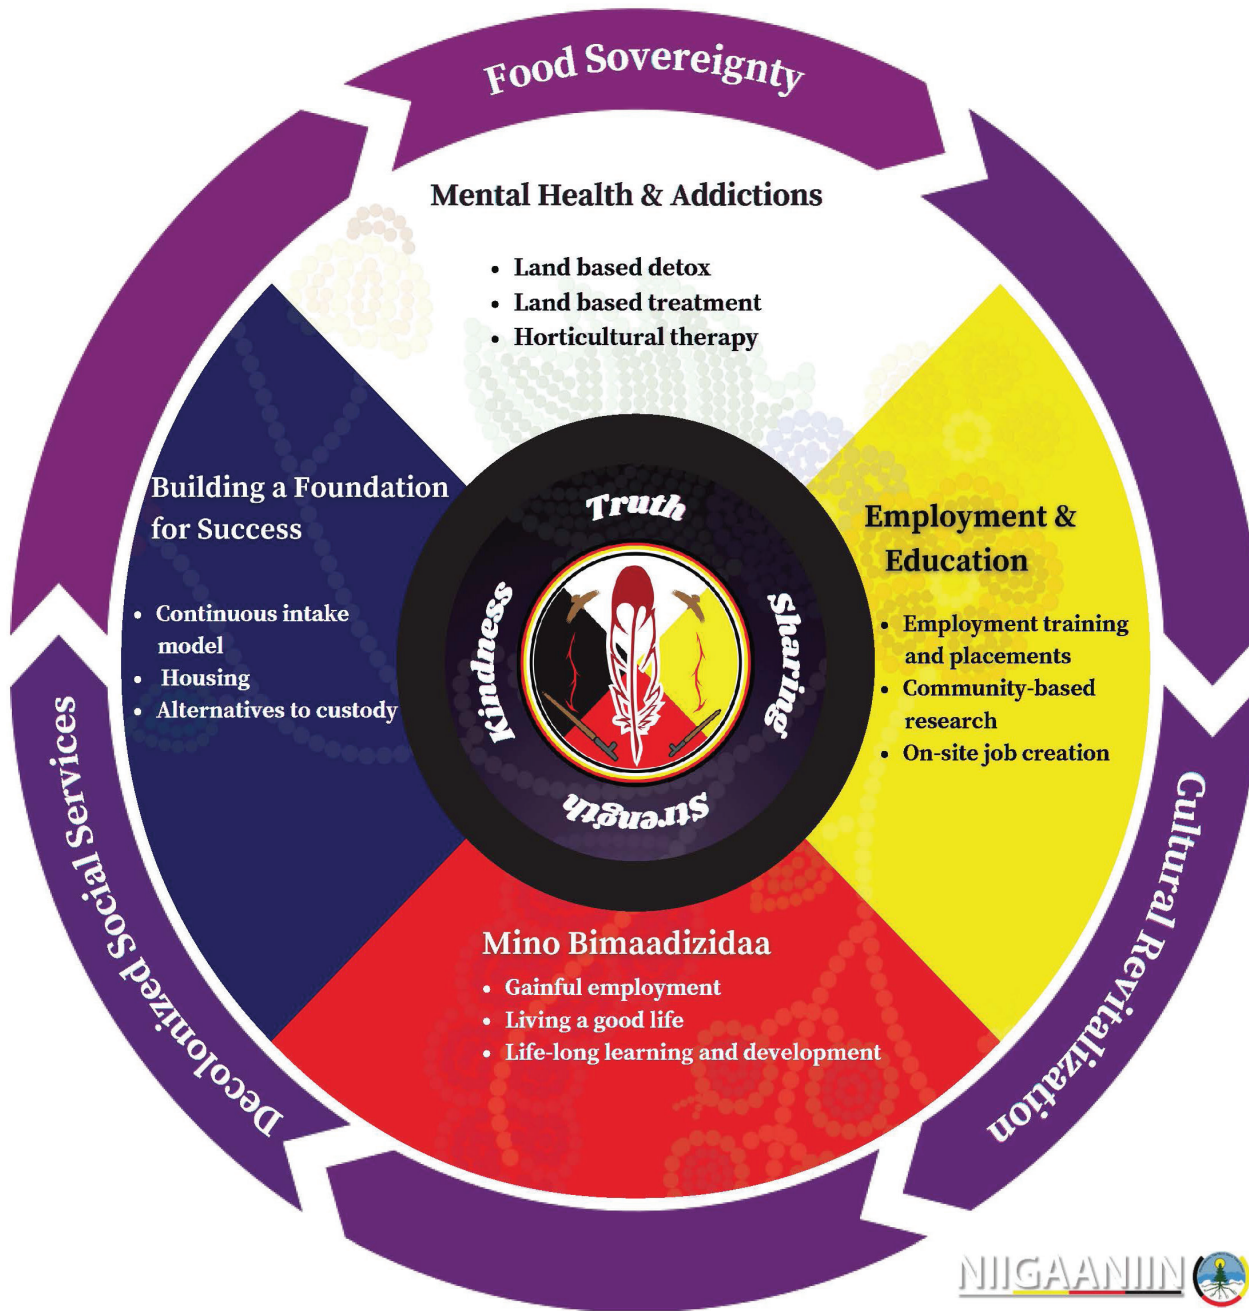 Food Sovereignty
Mental Health & Addictions
• Land based detox
• Land based treatment
• Horticultural therapy
Building a Foundation
for Success
• Continuous intake
model
• Housing
• Alternatives to custody
Truth
Kindness
Sharing
Strength
Employment &
Education
• Employment training
and placements
• Community-based
research
• On-site job creation
Mino Bimaadizidaa
• Gainful employment
• Living a good life
• Life-long learning and development
Decolonized Social Services
Cultural Revitalization
NIIGAANIIN